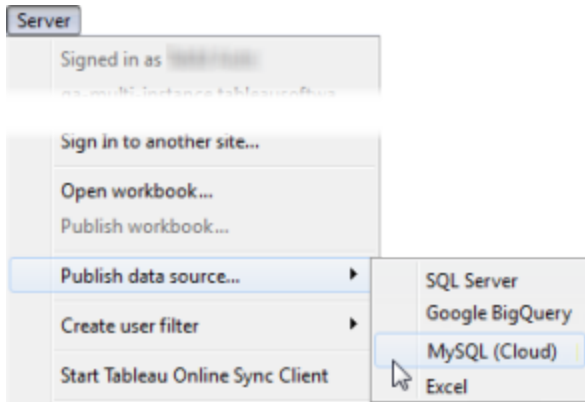 Server
Signed in as
Sign In to another site...
Open workbook...
Publish workbook...
Publish data source...
SQL Server
Google BigQuery
Create user filter
MySQL (Cloud)
Start Tableau Online Sync Client
Excel